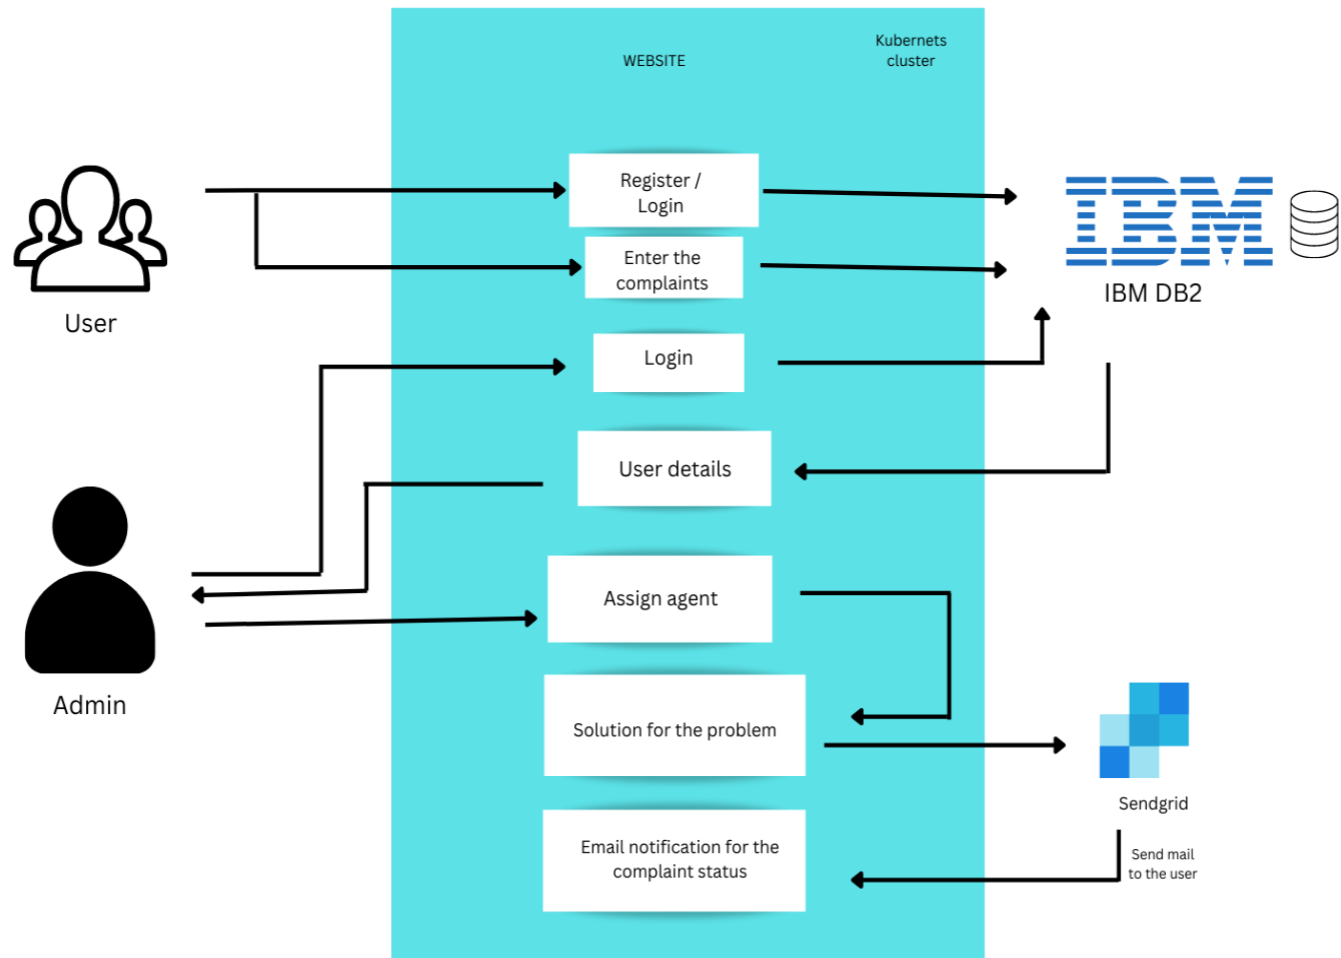 WEBSITE
Kubernets
cluster
Register /
Login
Enter the
complaints
User
IBM
IBM DB2
Login
User details
Admin
Assign agent
Solution for the problem
Sendgrid
Email notification for the
complaint status
Send mail
to the user